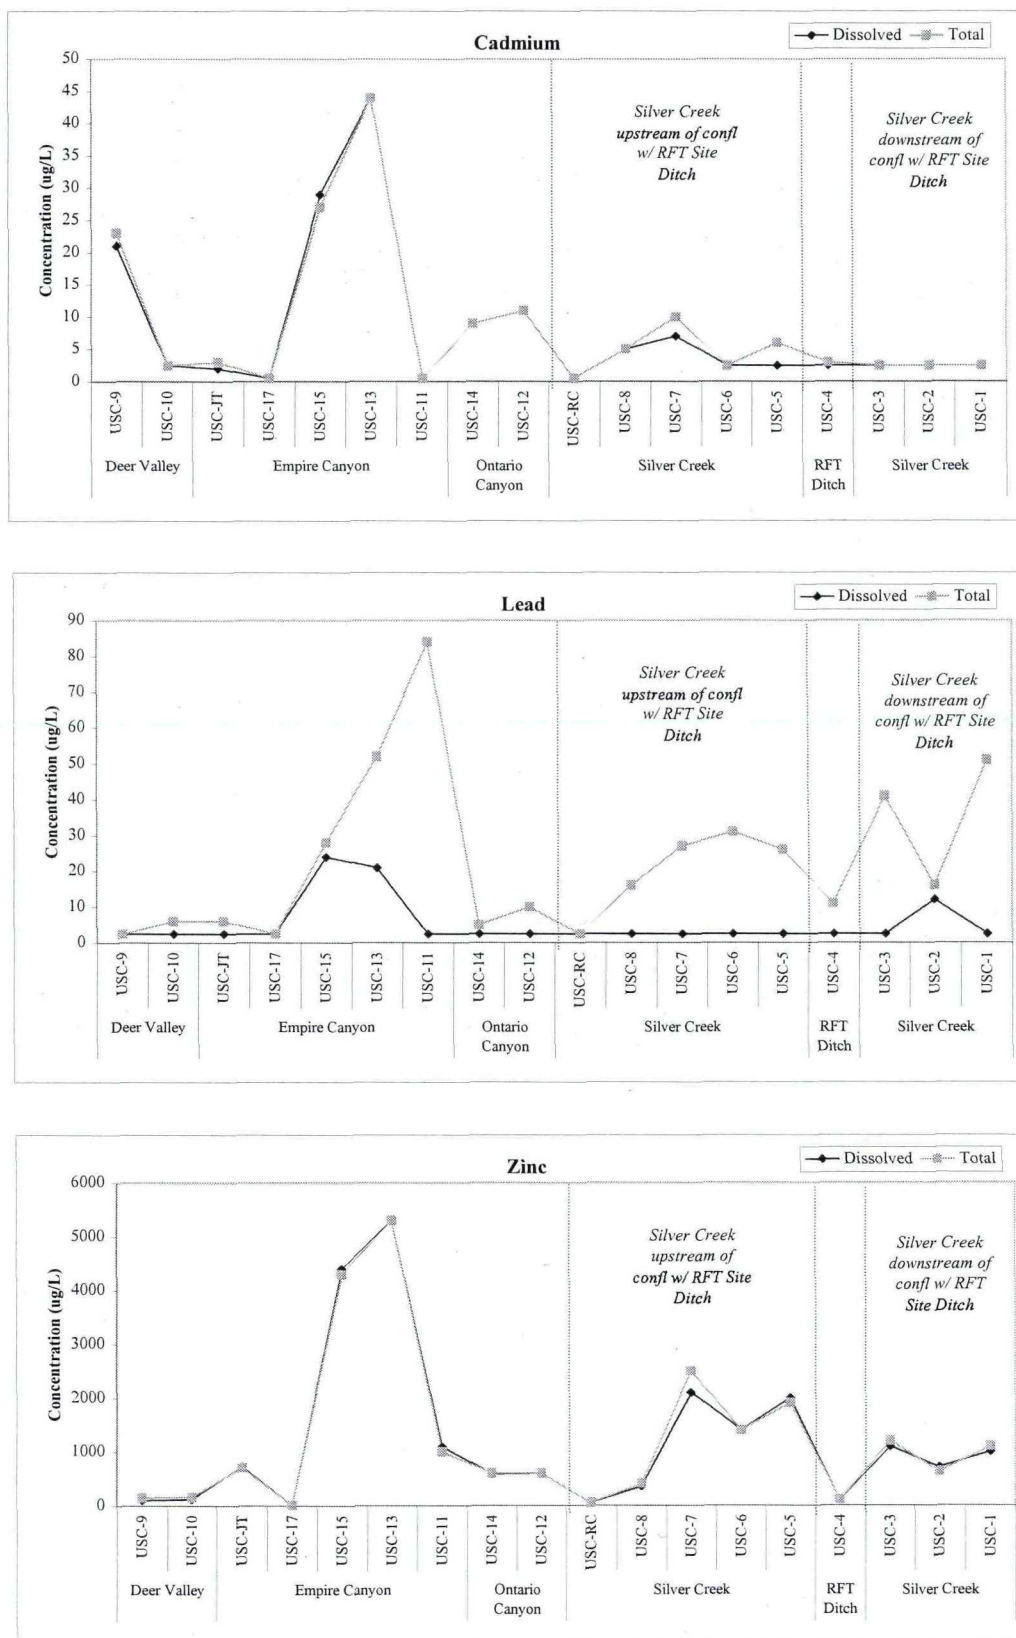 Cadmium
Dissolved Total
50
45
40
35
30
25
20
15
10
5
0
Concentration (ug/L)
Silver Creek
upstream of confl
w/ RFT Site
Ditch
Silver Creek
downstream of
confl w/ RFT Site
Ditch
USC-9 USC-10 USC-JT USC-17 USC-15 USC-13 USC-11 USC-14 USC-12 USC-RC USC-8 USC-7 USC-6 USC-5 USC-4 USC-3 USC-2 USC-1
Deer Valley Empire Canyon Ontario Silver Creek RFT Silver Creek
Canyon Ditch
Lead
Dissolved Total
90
80
70
60
50
40
30
20
10
0
Concentration (ug/L)
Silver Creek
upstream of confl
w/ RFT Site
Ditch
Silver Creek
downstream of
confl w/ RFT Site
Ditch
USC-9 USC-10 USC-JT USC-17 USC-15 USC-13 USC-11 USC-14 USC-12 USC-RC USC-8 USC-7 USC-6 USC-5 USC-4 USC-3 USC-2 USC-1
Deer Valley Empire Canyon Ontario Silver Creek RFT Silver Creek
Canyon Ditch
Zinc
Dissolved Total
6000
5000
4000
3000
2000
1000
0
Concentration (ug/L)
Silver Creek
upstream of
confl w/ RFT Site
Ditch
Silver Creek
downstream of
confl w/ RFT
Site Ditch
USC-9 USC-10 USC-JT USC-17 USC-15 USC-13 USC-11 USC-14 USC-12 USC-RC USC-8 USC-7 USC-6 USC-5 USC-4 USC-3 USC-2 USC-1
Deer Valley Empire Canyon Ontario Silver Creek RFT Silver Creek
Canyon Ditch